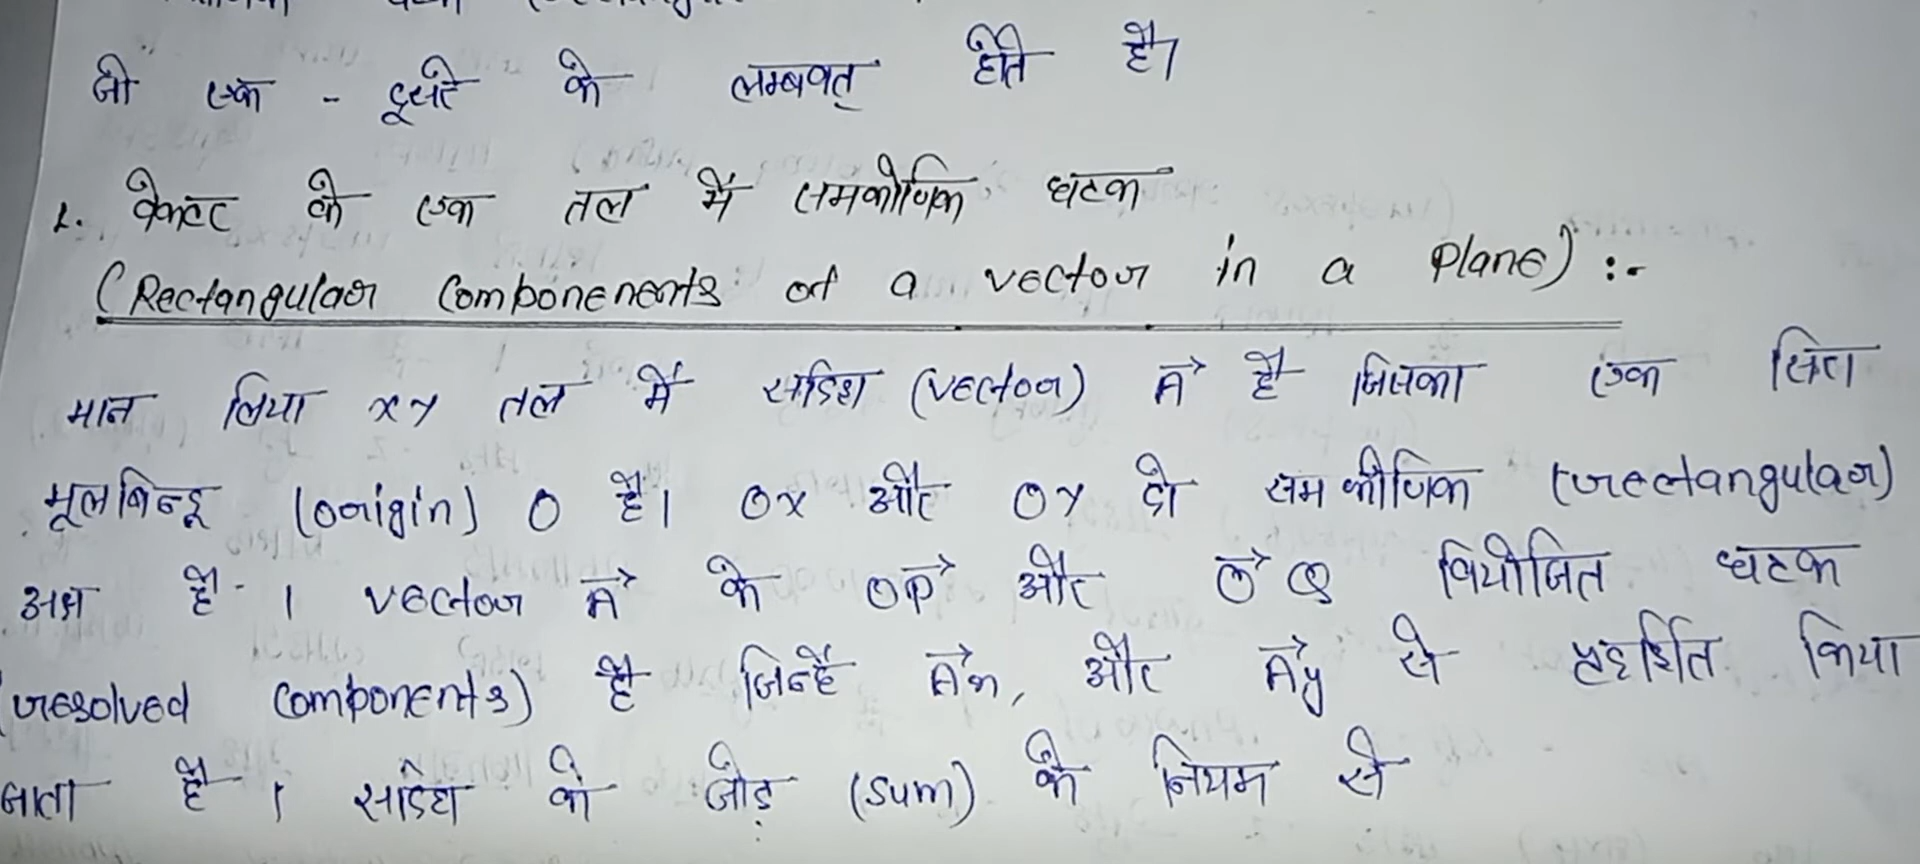 जो एक - दूसरे के लम्बवत् होते है।
1. वेक्टर के एक तल में समकोणिक घटक
(Rectangular Componenents of a vector in a Plane) :-
मान लिया xy तल में सदिश (vector) A⃗ है जिसका एक सिरा
मूलबिन्दू (origin) O है। OX और OY दो समकोणिक (rectangular)
अक्ष है । vector A⃗ के OP⃗ और O⃗Q वियोजित घटक
(resolved components) है जिन्हें A⃗x, और A⃗y से प्रदर्शित किया
जाता है । सदिश के जोड़ (sum) के नियम से